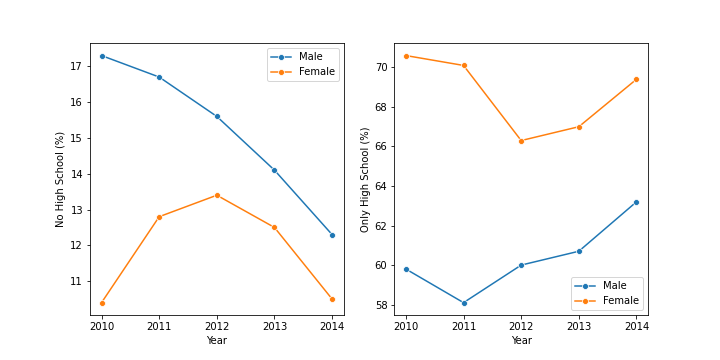 No High School (%)
17
16
15
14
13
12
11
2010 2011 2012 2013 2014
Year
Male
Female
Only High School (%)
70
68
66
64
62
60
58
2010 2011 2012 2013 2014
Year
Male
Female